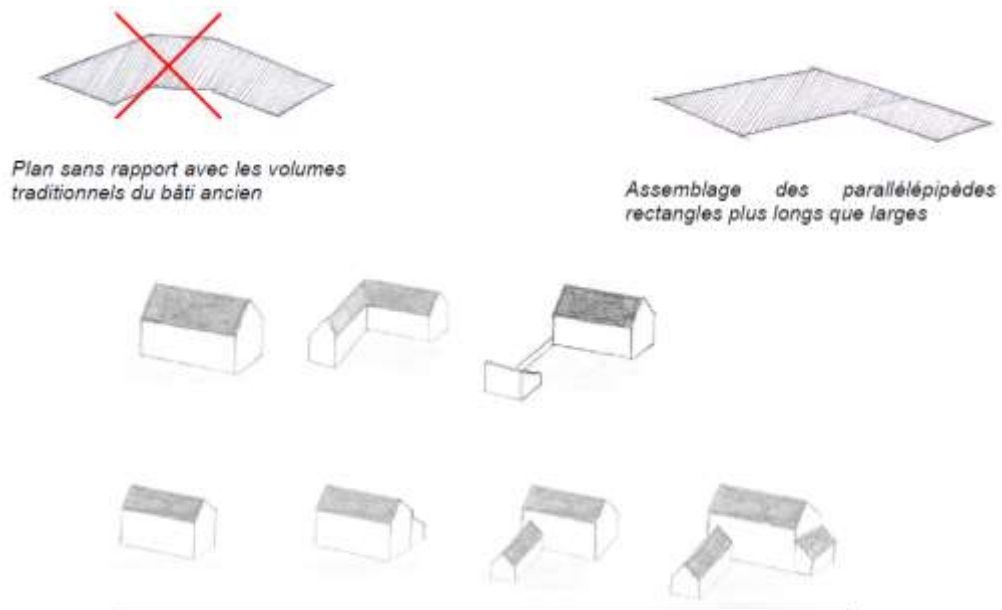 Plan sans rapport avec les volumes
traditionnels du bâti ancien
Assemblage des parallélépipèdes
rectangles plus longs que larges